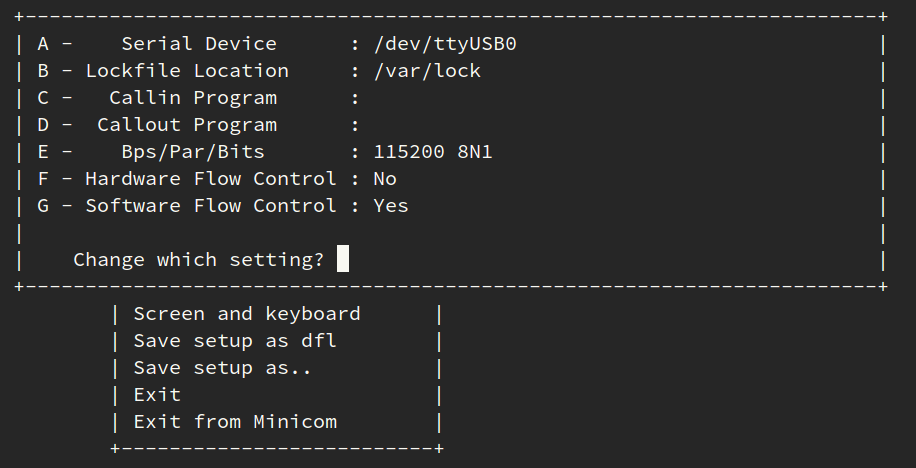 +-----------------------------------------------------------------------+
| A -    Serial Device      : /dev/ttyUSB0                              |
| B - Lockfile Location     : /var/lock                                 |
| C -   Callin Program      :                                           |
| D -  Callout Program      :                                           |
| E -    Bps/Par/Bits       : 115200 8N1                                |
| F - Hardware Flow Control : No                                        |
| G - Software Flow Control : Yes                                       |
|                                                                       |
|    Change which setting?                                              |
+-----------------------------------------------------------------------+
        | Screen and keyboard      |
        | Save setup as dfl        |
        | Save setup as..          |
        | Exit                     |
        | Exit from Minicom        |
        +--------------------------+